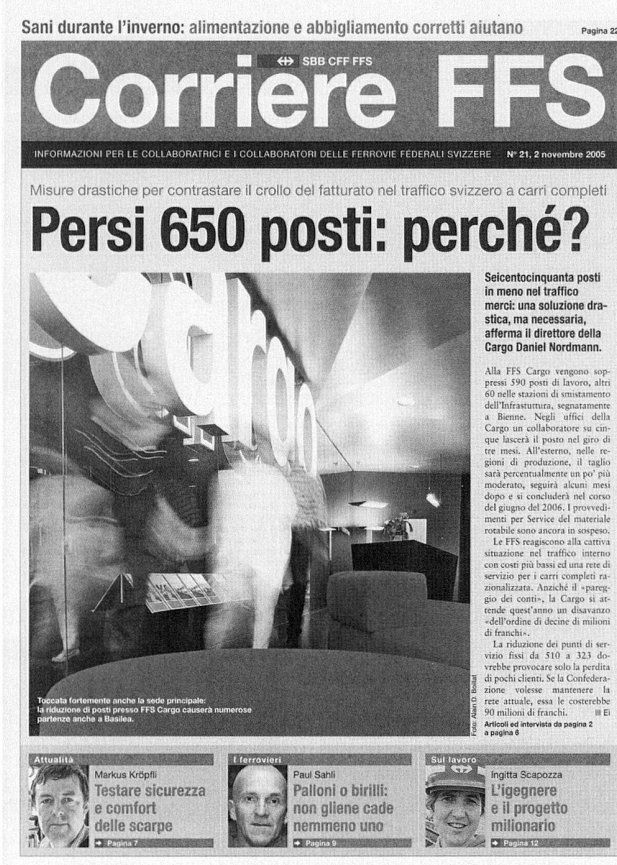 Sani durante l'inverno: alimentazione e abbigliamento corretti aiutano
Pagina 22
SBB CFF FFS
Corriere FFS
INFORMAZIONI PER LE COLLABORATRICI E I COLLABORATORI DELLE FERROVIE FEDERALI SVIZZERE
N° 21, 2 novembre 2005
Misure drastiche per contrastare il crollo del fatturato nel traffico svizzero a carri completi
Persi 650 posti: perché?
Seicentocinquanta posti
in meno nel traffico
merci: una soluzione dra-
stica, ma necessaria,
afferma il direttore della
Cargo Daniel Nordmann.
Alla FFS Cargo vengono sop-
pressi 590 posti di lavoro, altri
60 nelle stazioni di smistamento
dell'Infrastuttura, segnatamente
a Bienne. Negli uffici della
Cargo un collaboratore su cin-
que lascerà il posto nel giro di
tre mesi. All'esterno, nelle re-
gioni di produzione, il taglio
sarà percentualmente un po' più
moderato, seguirà alcuni mesi
dopo e si concluderà nel corso
del giugno del 2006. I provvedi-
menti per Service del materiale
rotabile sono ancora in sospeso.
Le FFS reagiscono alla cattiva
situazione nel traffico interno
con costi più bassi ed una rete di
servizio per i carri completi ra-
zionalizzata. Anziché il «pareg-
gio dei conti», la Cargo si at-
tende quest'anno un disavanzo
«dell'ordine di decine di milioni
di franchi».
La riduzione dei punti di ser-
vizio fissi da 510 a 323 do-
vrebbe provocare solo la perdita
di pochi clienti. Se la Confedera-
zione volesse mantenere la
rete attuale, essa le costerebbe
90 milioni di franchi. Ei
Articoli ed intervista da pagina 2
a pagina 6
cargo
Toccata fortemente anche la sede principale:
la riduzione di posti presso FFS Cargo causerà numerose
partenze anche a Basilea.
Foto: Alain D. Boillat
Attualità
Markus Kröpfli
Testare sicurezza
e comfort
delle scarpe
Pagina 7
I ferrovieri
Paul Sahli
Palloni o birilli:
non gliene cade
nemmeno uno
Pagina 9
Sul lavoro
Ingitta Scapozza
L'igegnere
e il progetto
milionario
Pagina 12